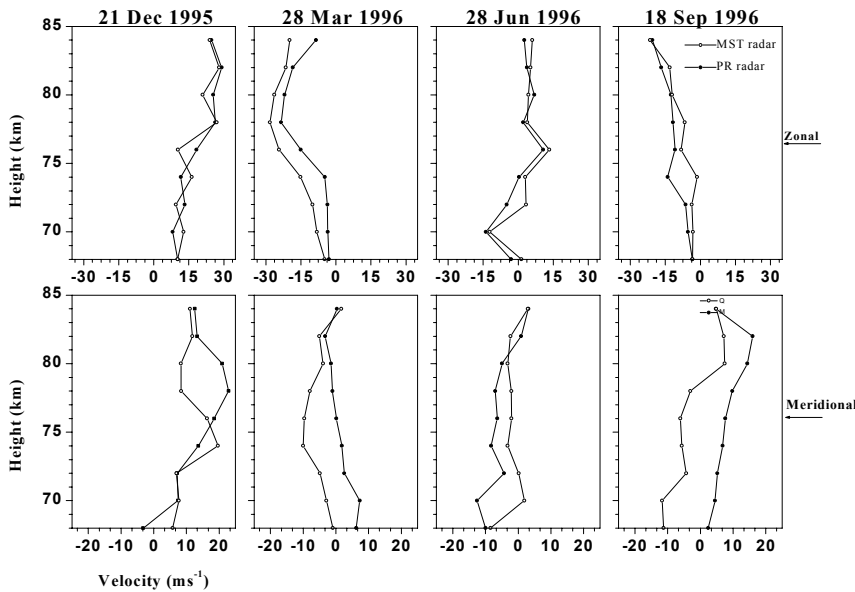 21 Dec 1995 28 Mar 1996 28 Jun 1996 18 Sep 1996
85
80
75
70
Height (km)
MST radar
PR radar
Zonal
-30 -15 0 15 30 -30 -15 0 15 30 -30 -15 0 15 30 -30 -15 0 15 30
85
80
75
70
Height (km)
Q
M
Meridional
-20 -10 0 10 20 -20 -10 0 10 20 -20 -10 0 10 20 -20 -10 0 10 20
Velocity (ms-1)